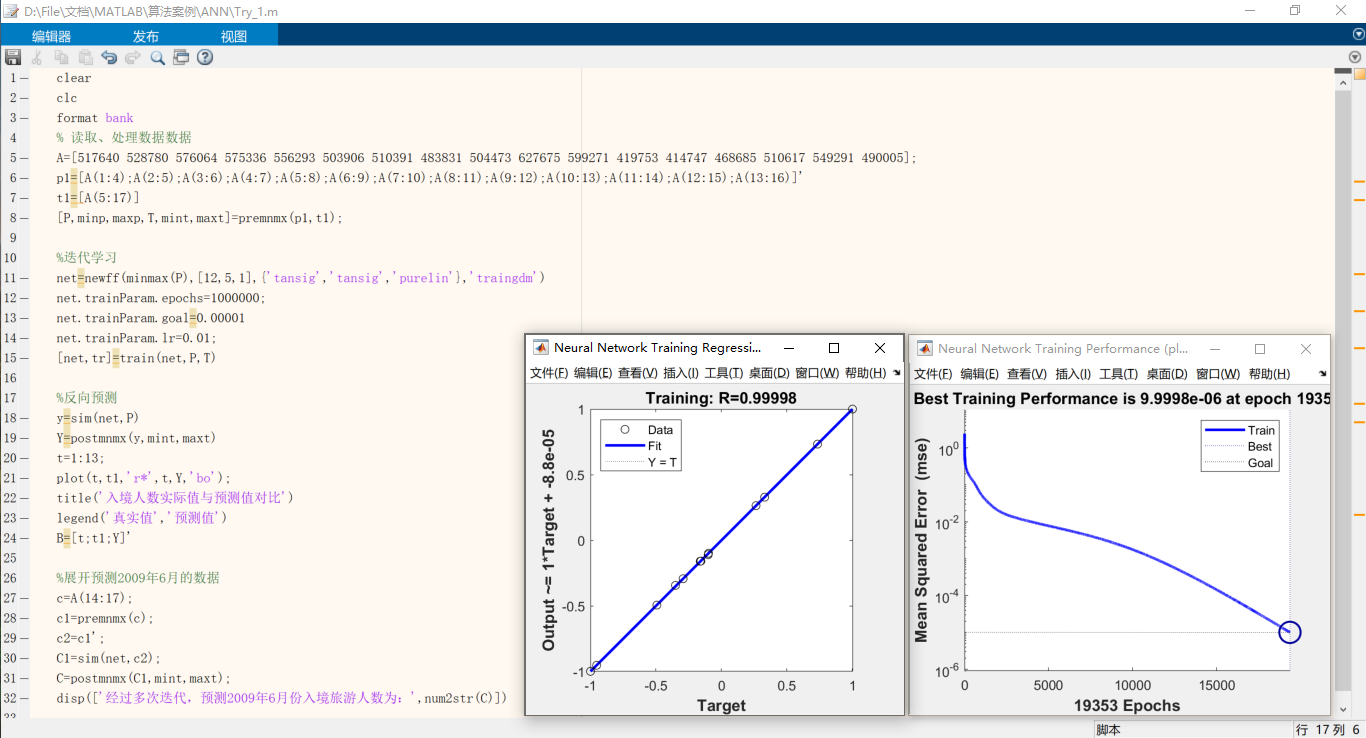 D:\File\文档\MATLAB\算法案例\ANN\Try_1.m
编辑器 发布 视图
1 clear
2 clc
3 format bank
4 % 读取、处理数据数据
5 A=[517640 528780 576064 575336 556293 503906 510391 483831 504473 627675 599271 419753 414747 468685 510617 549291 490005];
6 p1=[A(1:4);A(2:5);A(3:6);A(4:7);A(5:8);A(6:9);A(7:10);A(8:11);A(9:12);A(10:13);A(11:14);A(12:15);A(13:16)]'
7 t1=[A(5:17)]
8 [P,minp,maxp,T,mint,maxt]=premnmx(p1,t1);
9
10 %迭代学习
11 net=newff(minmax(P),[12,5,1],{'tansig','tansig','purelin'},'traingdm')
12 net.trainParam.epochs=1000000;
13 net.trainParam.goal=0.00001
14 net.trainParam.lr=0.01;
15 [net,tr]=train(net,P,T)
16
17 %反向预测
18 y=sim(net,P)
19 Y=postmnmx(y,mint,maxt)
20 t=1:13;
21 plot(t,t1,'r*',t,Y,'bo');
22 title('入境人数实际值与预测值对比')
23 legend('真实值','预测值')
24 B=[t;t1;Y]'
25
26 %展开预测2009年6月的数据
27 c=A(14:17);
28 c1=premnmx(c);
29 c2=c1';
30 C1=sim(net,c2);
31 C=postmnmx(C1,mint,maxt);
32 disp(['经过多次迭代，预测2009年6月份入境旅游人数为：',num2str(C)])
33
Neural Network Training Regressi...
文件(F) 编辑(E) 查看(V) 插入(I) 工具(T) 桌面(D) 窗口(W) 帮助(H)
Training: R=0.99998
Data
Fit
Y = T
Output ~= 1*Target + -8.8e-05
1
0.5
0
-0.5
-1
-1 -0.5 0 0.5 1
Target
Neural Network Training Performance (pl...
文件(F) 编辑(E) 查看(V) 插入(I) 工具(T) 桌面(D) 窗口(W) 帮助(H)
Best Training Performance is 9.9998e-06 at epoch 1935
Train
Best
Goal
Mean Squared Error (mse)
10^0
10^-2
10^-4
10^-6
0 5000 10000 15000
19353 Epochs
脚本 行 17 列 6